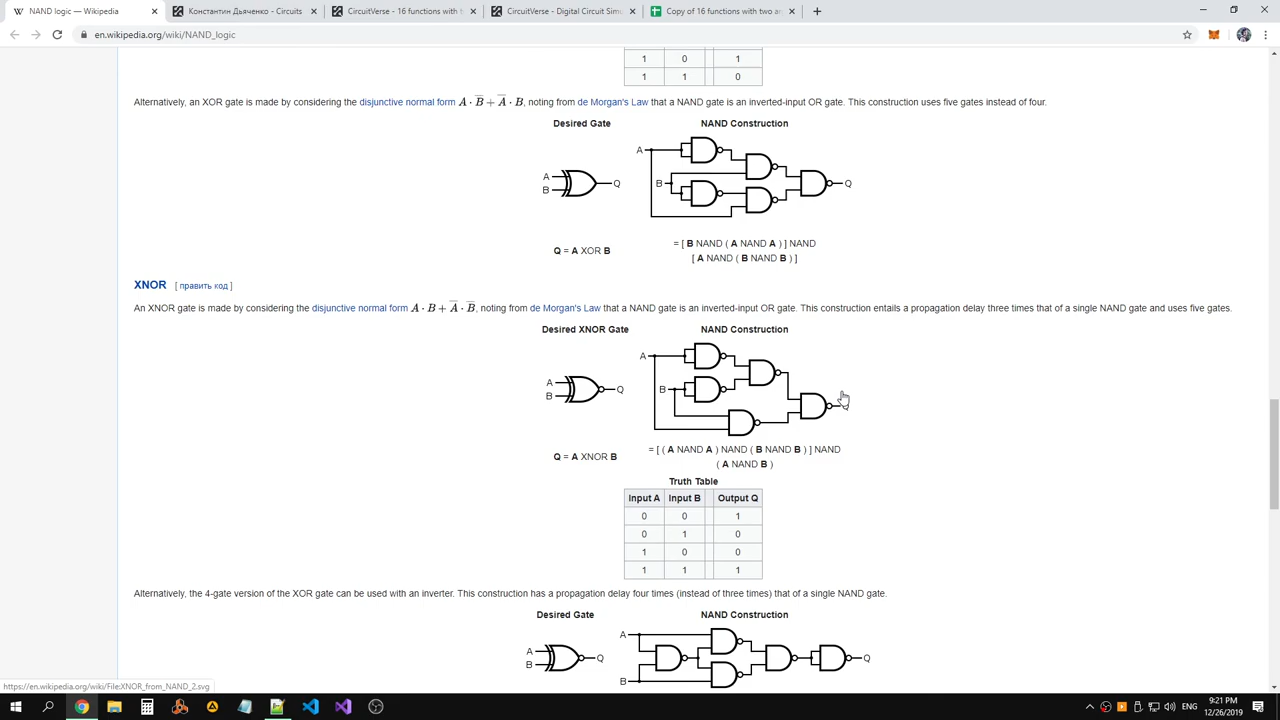 NAND logic — Wikipedia
Константин Дьяченко - Circuits
CircuitVerse - 16 functions with t
CircuitVerse - Digital Circuit Simu
Copy of 16 functions with two ar
en.wikipedia.org/wiki/NAND_logic
1 0 1
1 1 0
Alternatively, an XOR gate is made by considering the disjunctive normal form A · B + A · B, noting from de Morgan's Law that a NAND gate is an inverted-input OR gate. This construction uses five gates instead of four.
Desired Gate NAND Construction
A
A
B
Q
B
Q
Q = A XOR B
= [ B NAND ( A NAND A ) ] NAND
[ A NAND ( B NAND B ) ]
XNOR [ править код ]
An XNOR gate is made by considering the disjunctive normal form A · B + A · B, noting from de Morgan's Law that a NAND gate is an inverted-input OR gate. This construction entails a propagation delay three times that of a single NAND gate and uses five gates.
Desired XNOR Gate NAND Construction
A
A
B
Q
B
Q = A XNOR B
= [ ( A NAND A ) NAND ( B NAND B ) ] NAND
( A NAND B )
Truth Table
Input A Input B Output Q
0 0 1
0 1 0
1 0 0
1 1 1
Alternatively, the 4-gate version of the XOR gate can be used with an inverter. This construction has a propagation delay four times (instead of three times) that of a single NAND gate.
Desired Gate NAND Construction
A
A
B
Q
Q
B
https://en.wikipedia.org/wiki/File:XNOR_from_NAND_2.svg
ENG
9:21 PM
12/26/2019